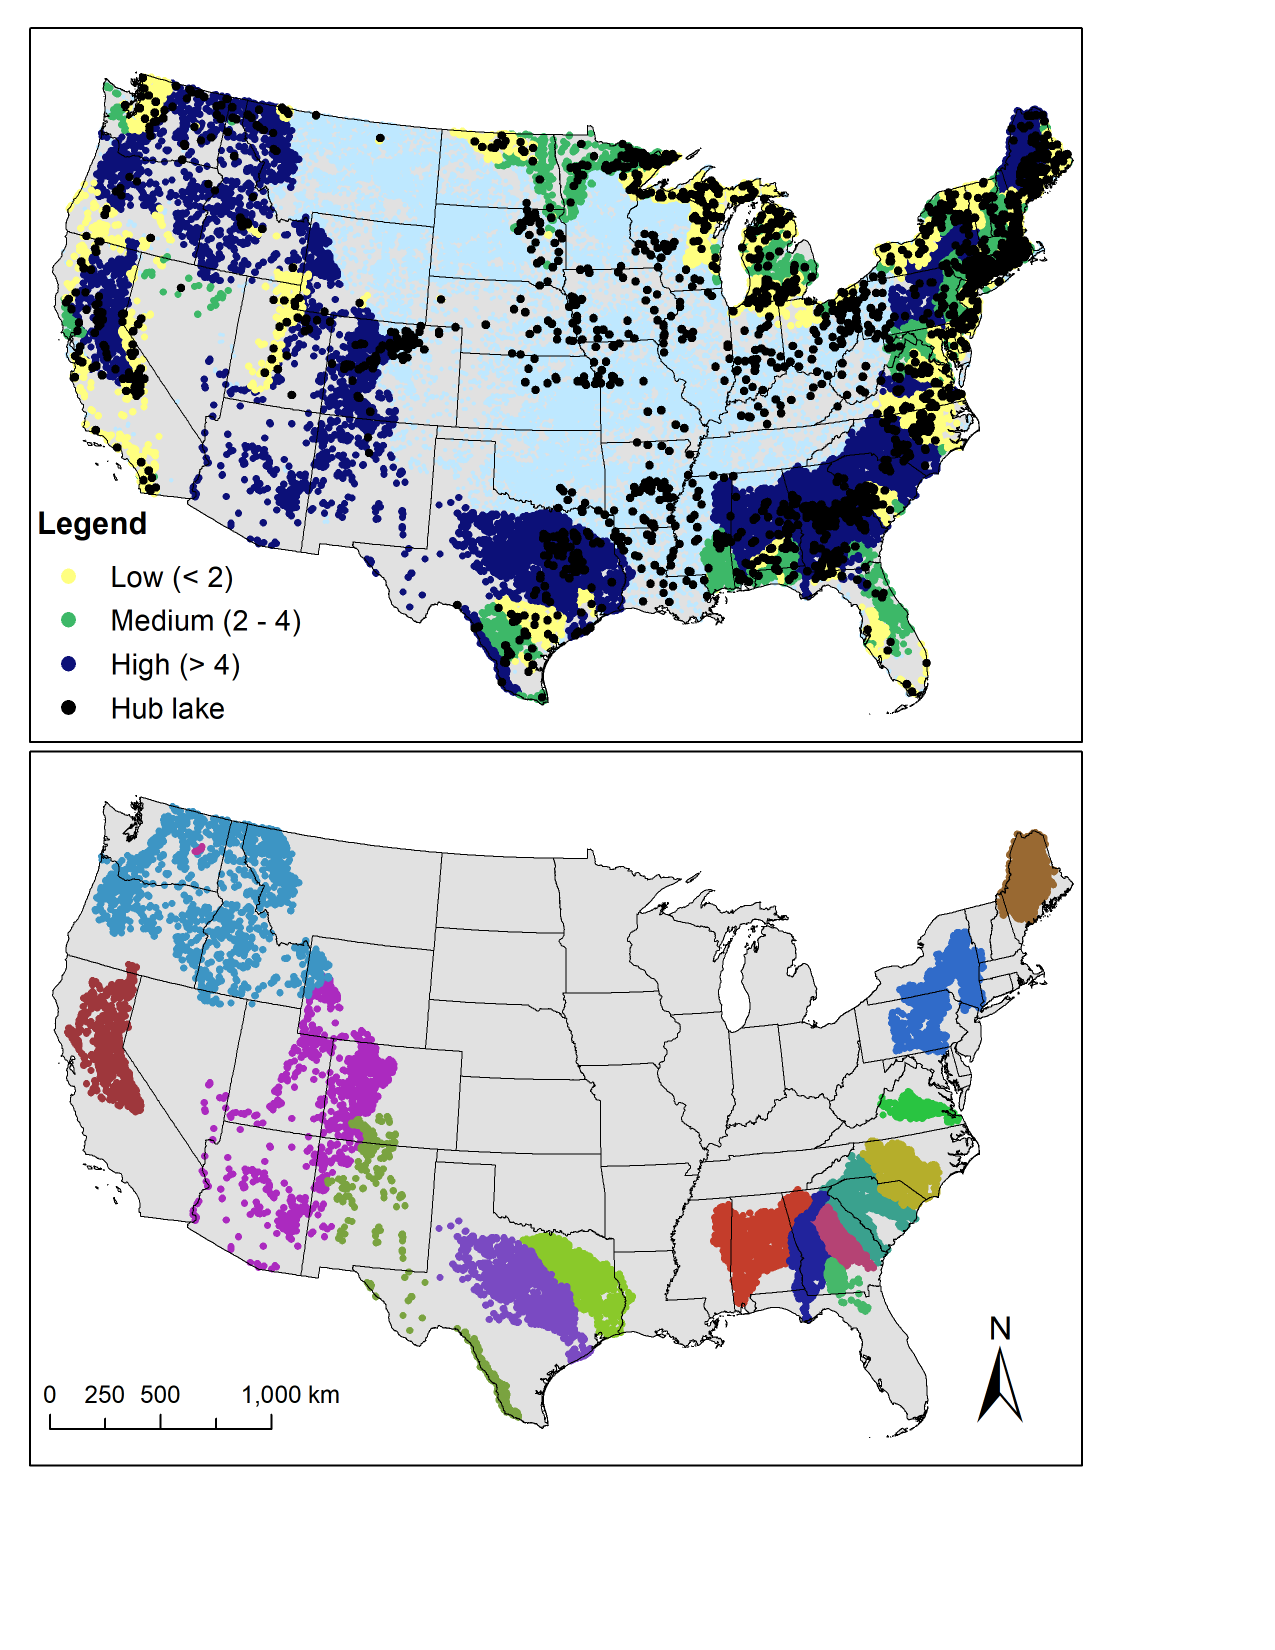 Legend
Low (< 2)
Medium (2 - 4)
High (> 4)
Hub lake
N
0 250 500 1,000 km